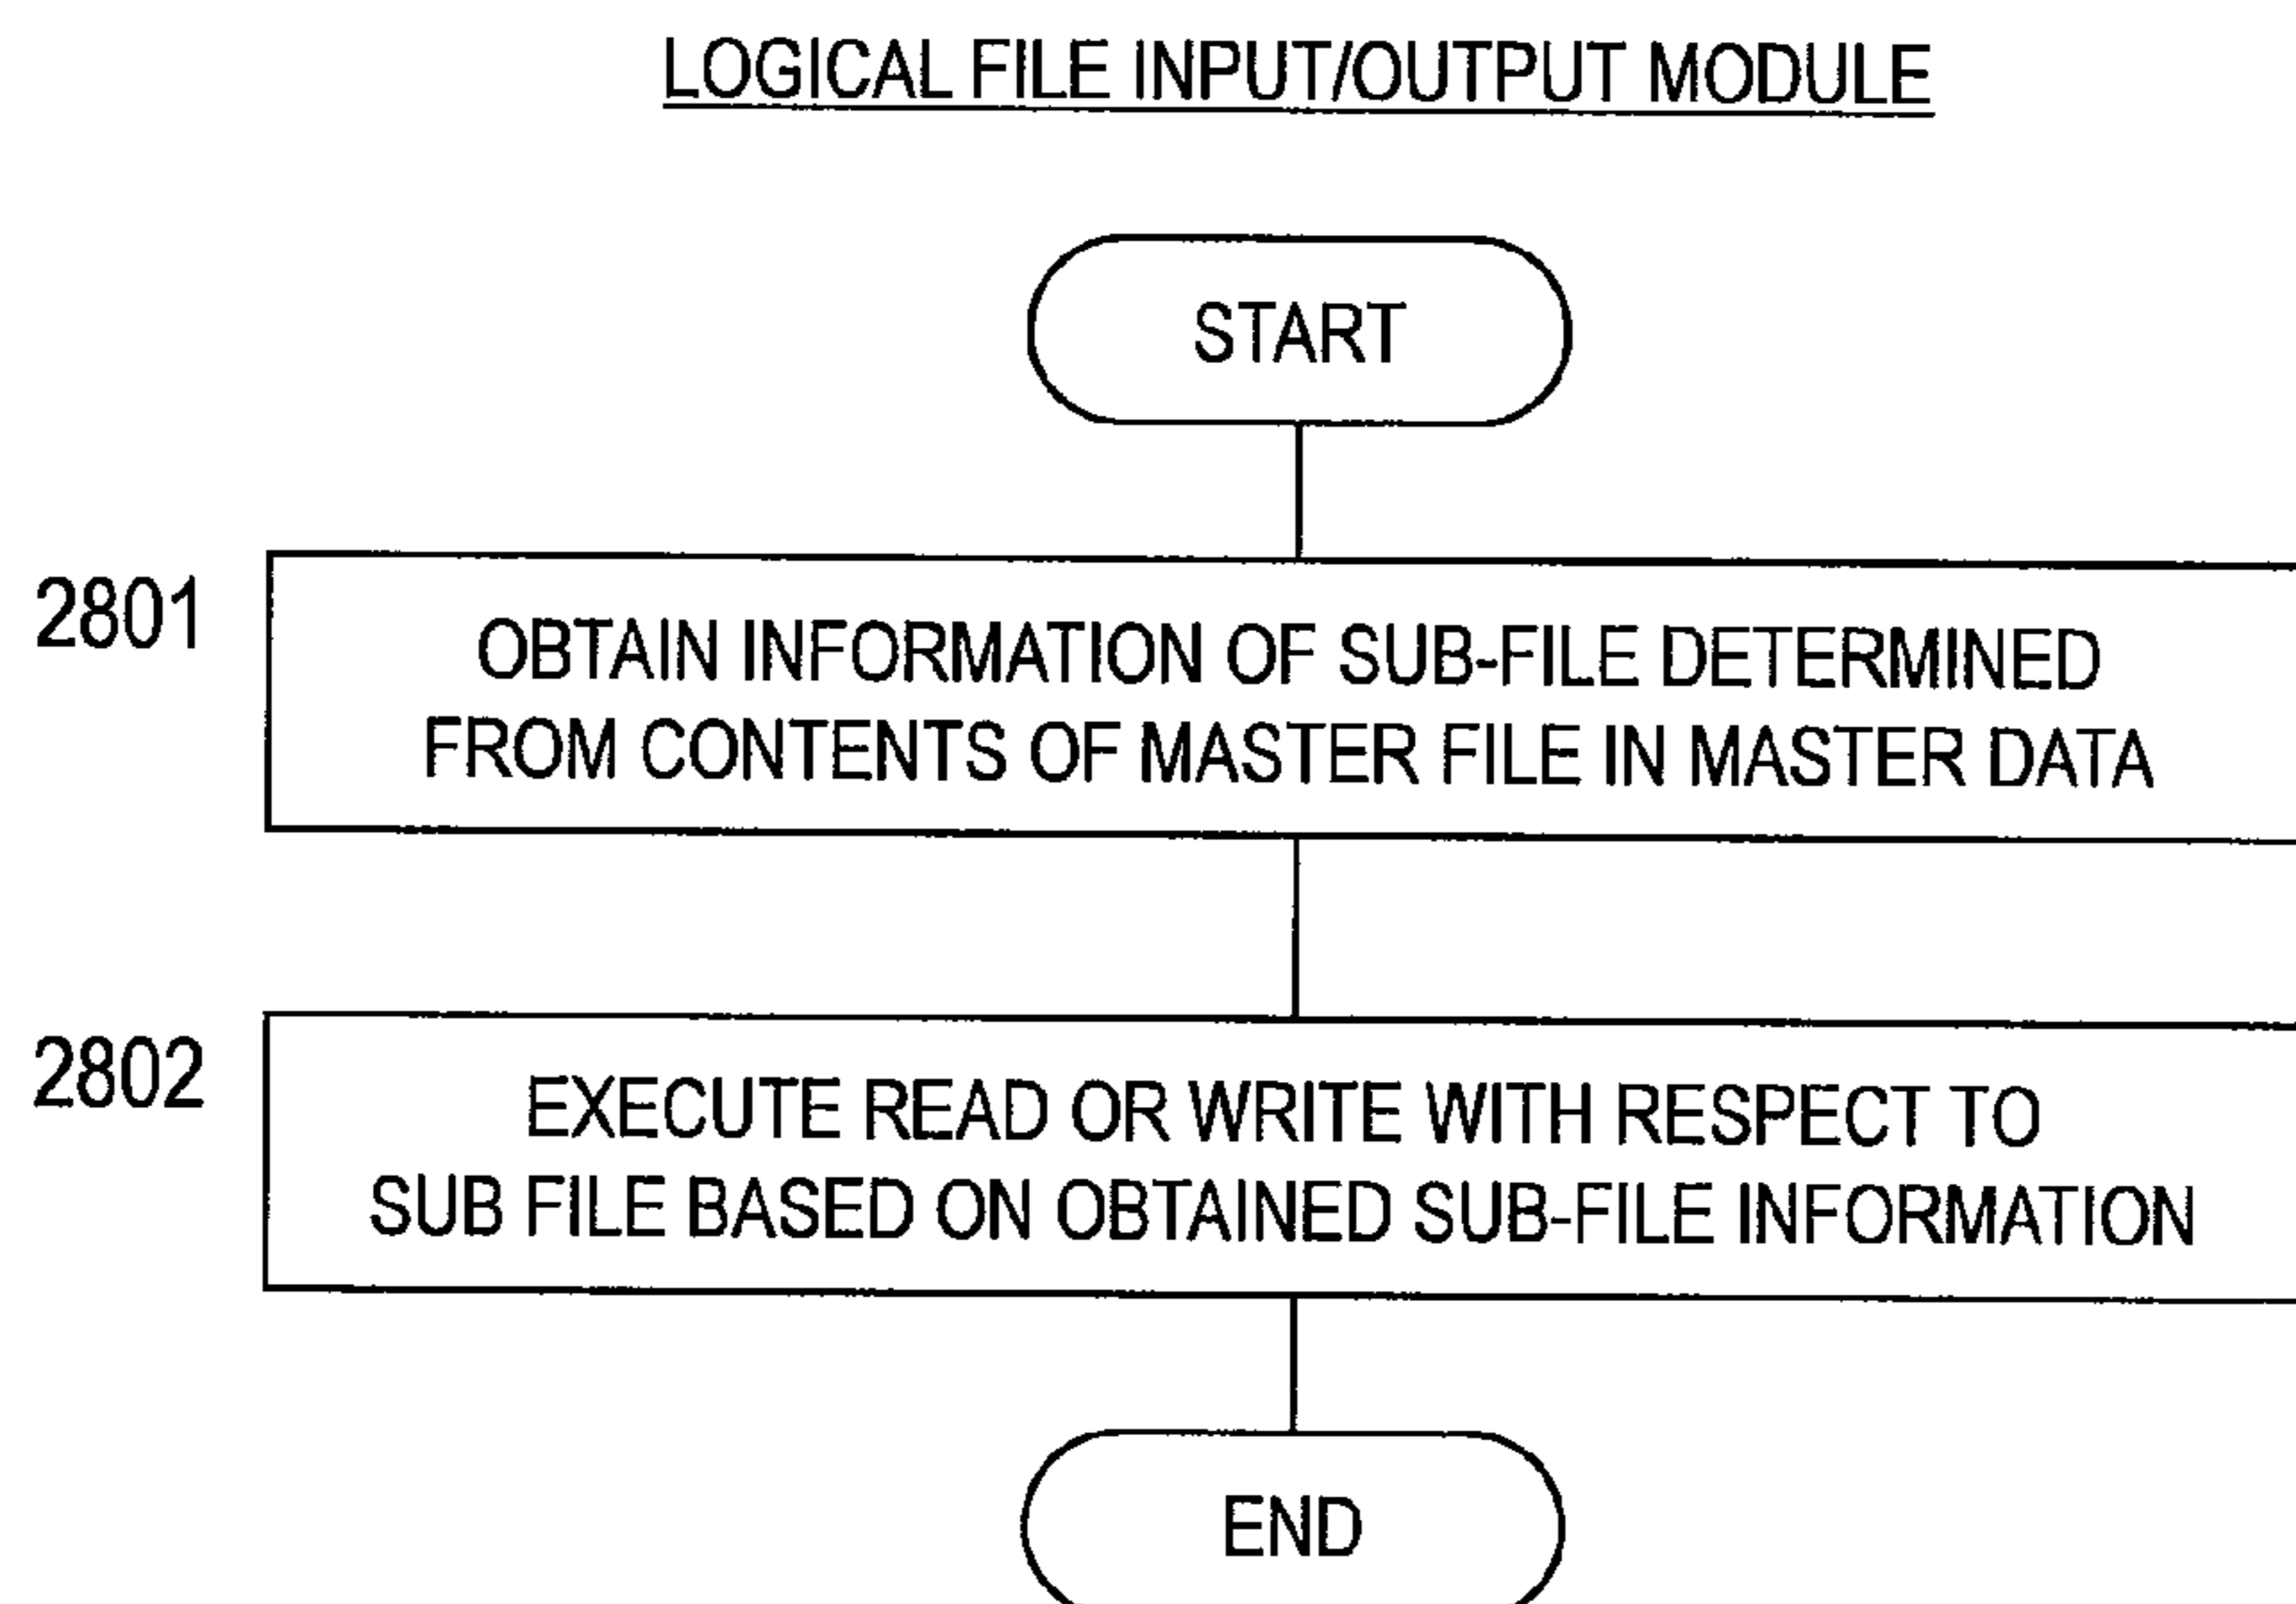 LOGICAL FILE INPUT/OUTPUT MODULE
START
2801
OBTAIN INFORMATION OF SUB-FILE DETERMINED
FROM CONTENTS OF MASTER FILE IN MASTER DATA
2802
EXECUTE READ OR WRITE WITH RESPECT TO
SUB FILE BASED ON OBTAINED SUB-FILE INFORMATION
END